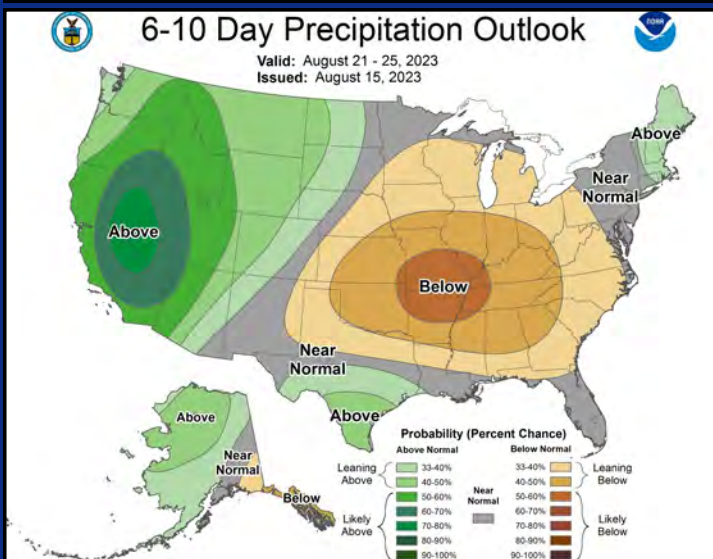 6-10 Day Precipitation Outlook
NOAA
Valid: August 21 - 25, 2023
Issued: August 15, 2023
Above
Near
Normal
Above
Below
Near
Normal
Above
Above
Near
Normal
Below
Probability (Percent Chance)
Above Normal Below Normal
Leaning
Above
33-40%
40-50%
Likely
Above
50-60%
60-70%
70-80%
80-90%
90-100%
Near
Normal
33-40%
40-50%
Leaning
Below
50-60%
60-70%
70-80%
80-90%
90-100%
Likely
Below